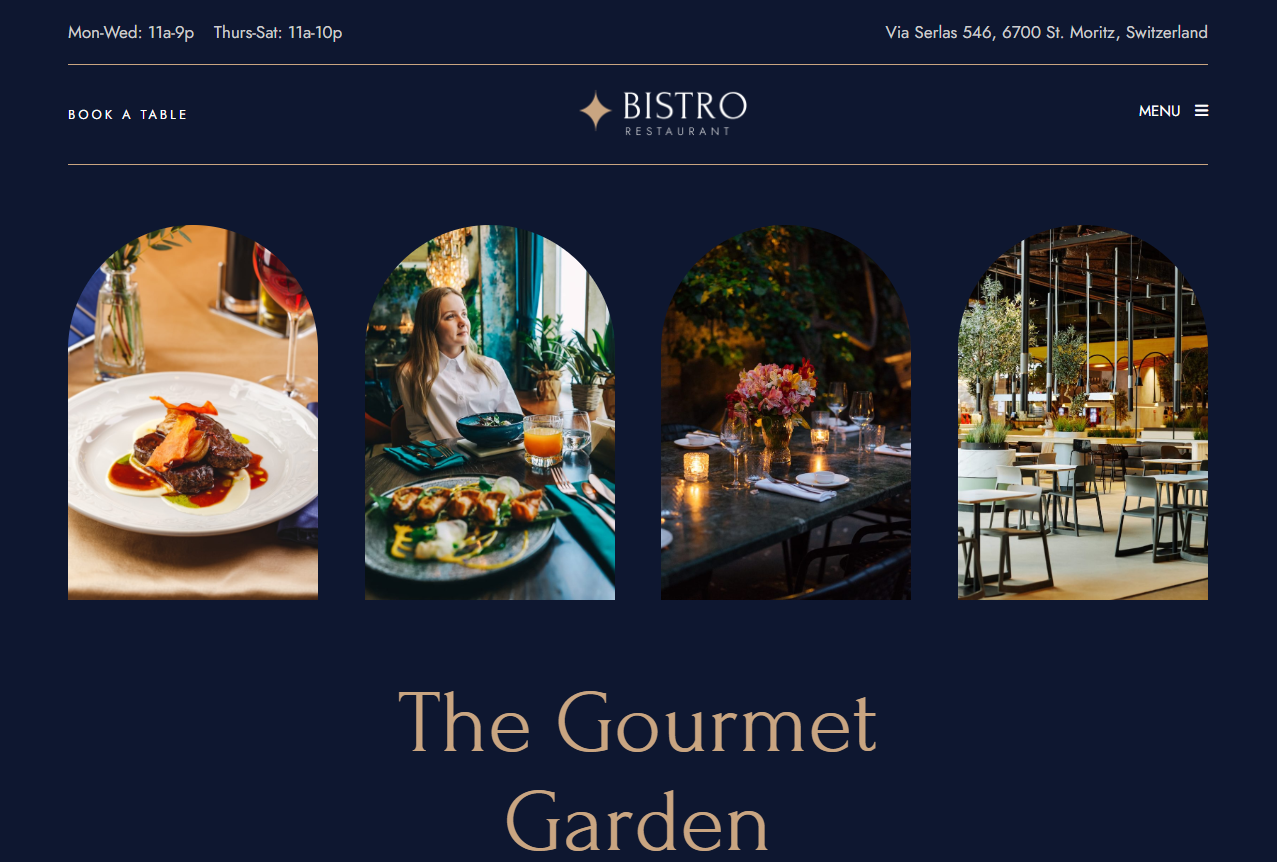 Mon-Wed: 11a-9p Thurs-Sat: 11a-10p
Via Serlas 546, 6700 St. Moritz, Switzerland
BOOK A TABLE
BISTRO
RESTAURANT
MENU
The Gourmet
Garden